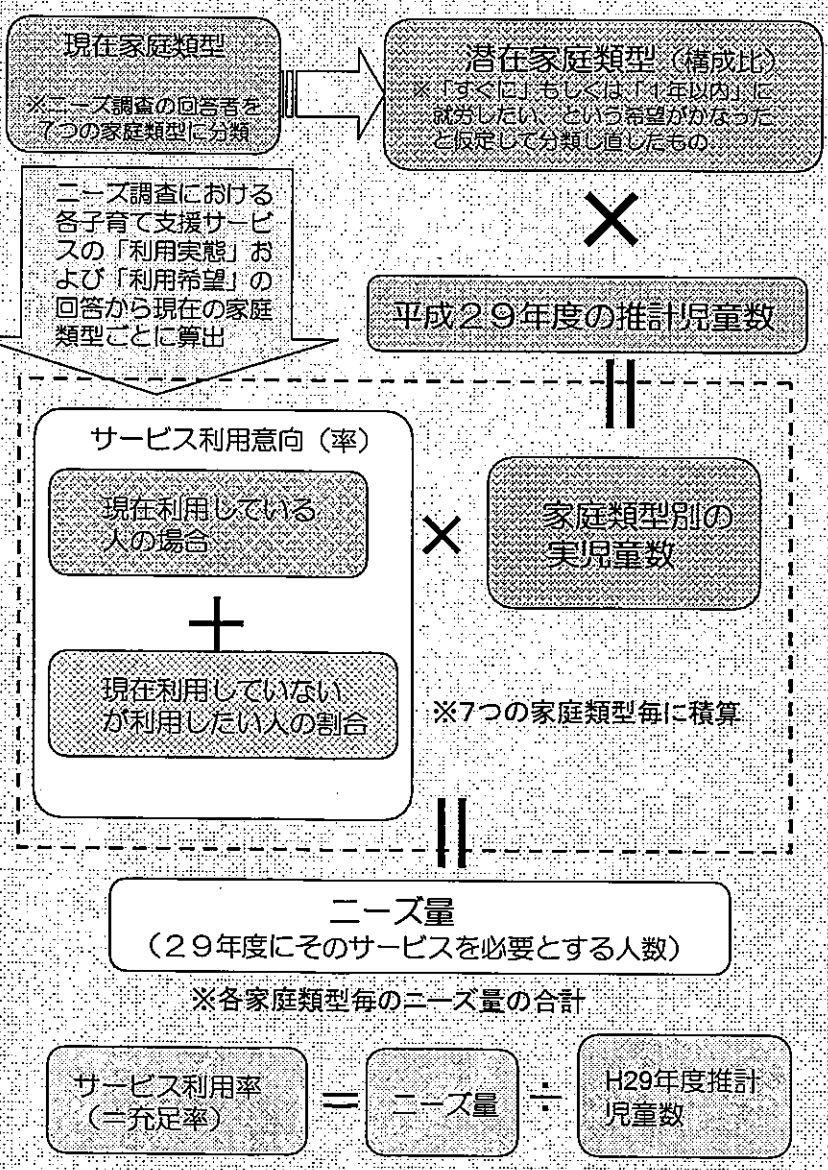 現在家庭類型
※ニーズ調査の回答者を
7つの家庭類型に分類
潜在家庭類型（構成比）
※「すぐに」もしくは「1年以内」に
就労したい、という希望がかなった
と仮定して分類し直したもの
ニーズ調査における
各子育て支援サービ
スの「利用実態」お
よび「利用希望」の
回答から現在の家庭
類型ごとに算出
×
平成２９年度の推計児童数
＝
サービス利用意向（率）
現在利用している
人の場合
＋
現在利用していない
が利用したい人の割合
×
家庭類型別の
実児童数
※7つの家庭類型毎に積算
＝
ニーズ量
（２９年度にそのサービスを必要とする人数）
※各家庭類型毎のニーズ量の合計
サービス利用率
（＝充足率）
＝
ニーズ量
÷
H29年度推計
児童数